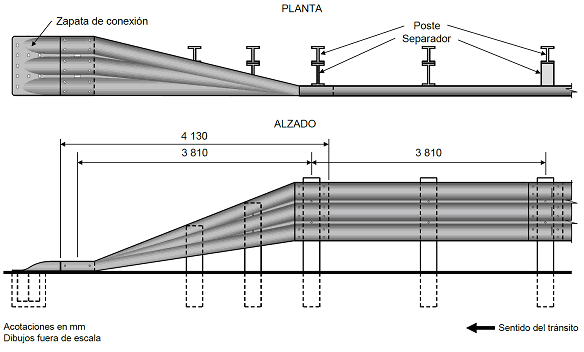 PLANTA
Zapata de conexión
Poste
Separador
ALZADO
4 130
3 810
3 810
Acotaciones en mm
Dibujos fuera de escala
Sentido del tránsito